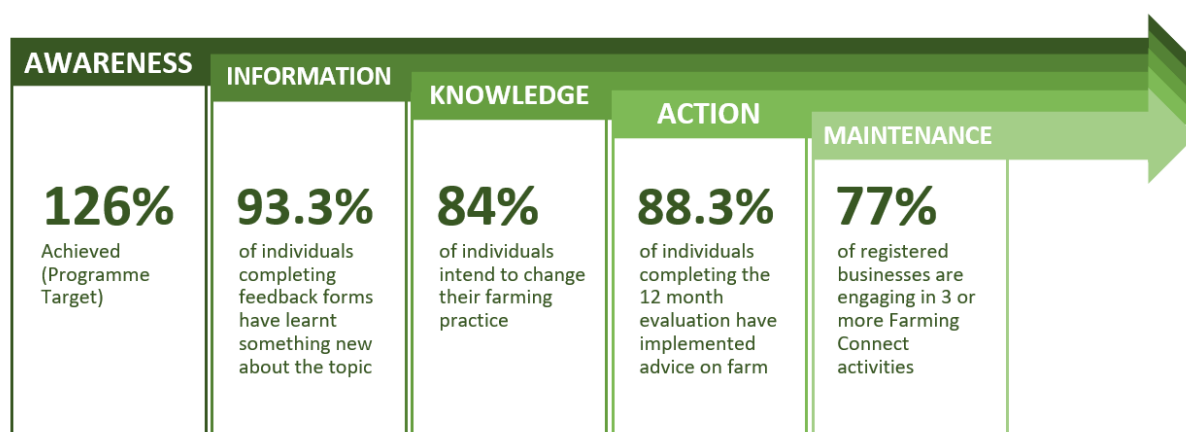 AWARENESS
126%
Achieved
(Programme
Target)
INFORMATION
93.3%
of individuals
completing
feedback forms
have learnt
something new
about the topic
KNOWLEDGE
84%
of individuals
intend to change
their farming
practice
ACTION
88.3%
of individuals
completing the
12 month
evaluation have
implemented
advice on farm
MAINTENANCE
77%
of registered
businesses are
engaging in 3 or
more Farming
Connect
activities